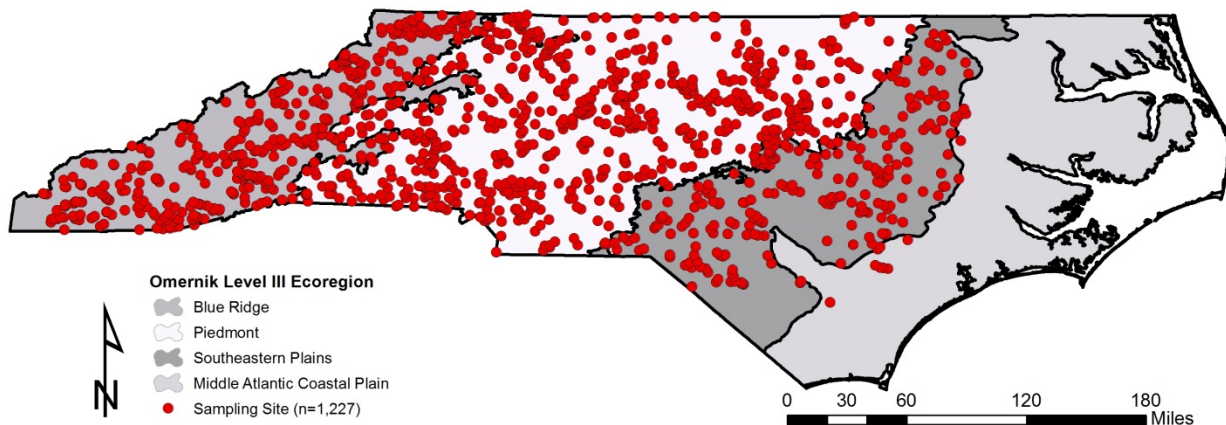 Omernik Level III Ecoregion
Blue Ridge
Piedmont
Southeastern Plains
Middle Atlantic Coastal Plain
Sampling Site (n=1,227)
N
0 30 60 120 180
Miles